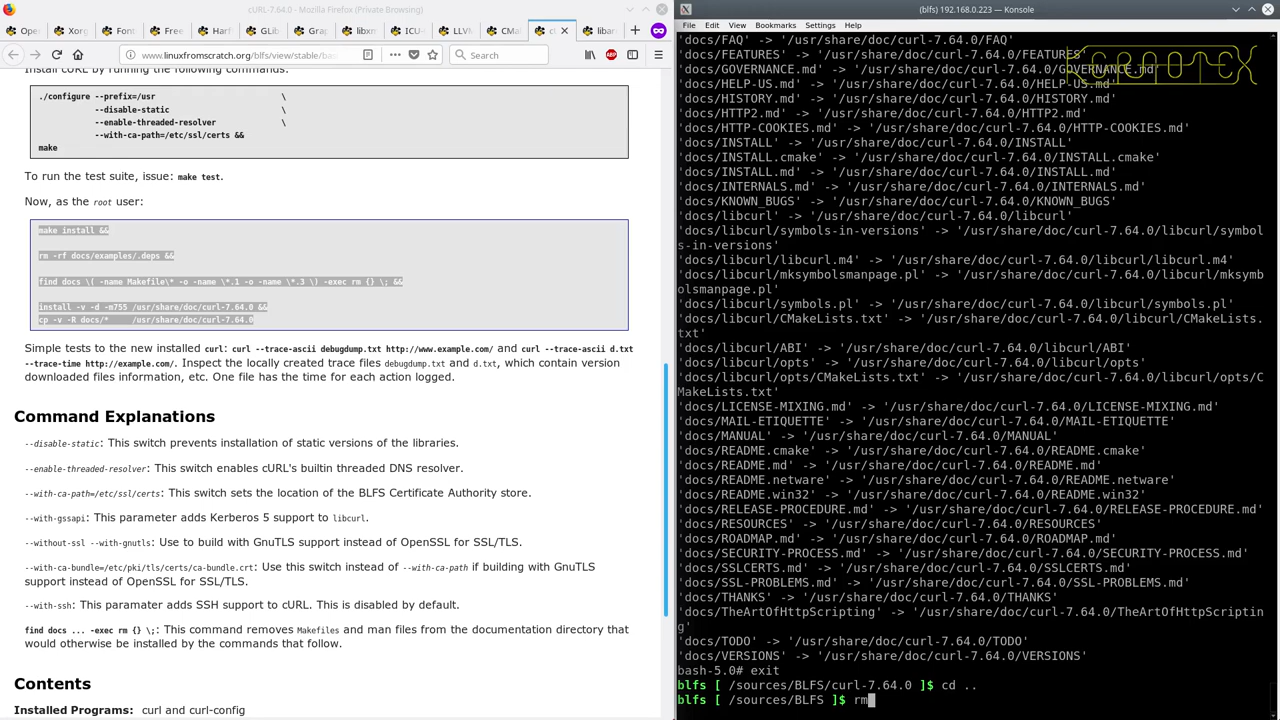 cURL-7.64.0 - Mozilla Firefox (Private Browsing)
Ope
Xorg
Font
Free
Harf
GLib
Grap
libxm
ICU-
LLV
CMa
cu
libar
www.linuxfromscratch.org/blfs/view/stable/bas
Search
ABP
Install cURL by running the following commands:
./configure --prefix=/usr \
--disable-static \
--enable-threaded-resolver \
--with-ca-path=/etc/ssl/certs &&
make
To run the test suite, issue: make test.
Now, as the root user:
make install &&
rm -rf docs/examples/.deps &&
find docs \( -name Makefile\* -o -name \*.1 -o -name \*.3 \) -exec rm {} \; &&
install -v -d -m755 /usr/share/doc/curl-7.64.0 &&
cp -v -R docs/* /usr/share/doc/curl-7.64.0
Simple tests to the new installed curl: curl --trace-ascii debugdump.txt http://www.example.com/ and curl --trace-ascii d.txt
--trace-time http://example.com/. Inspect the locally created trace files debugdump.txt and d.txt, which contain version
downloaded files information, etc. One file has the time for each action logged.
Command Explanations
--disable-static: This switch prevents installation of static versions of the libraries.
--enable-threaded-resolver: This switch enables cURL's builtin threaded DNS resolver.
--with-ca-path=/etc/ssl/certs: This switch sets the location of the BLFS Certificate Authority store.
--with-gssapi: This parameter adds Kerberos 5 support to libcurl.
--without-ssl --with-gnutls: Use to build with GnuTLS support instead of OpenSSL for SSL/TLS.
--with-ca-bundle=/etc/pki/tls/certs/ca-bundle.crt: Use this switch instead of --with-ca-path if building with GnuTLS
support instead of OpenSSL for SSL/TLS.
--with-ssh: This paramater adds SSH support to cURL. This is disabled by default.
find docs ... -exec rm {} \;: This command removes Makefiles and man files from the documentation directory that
would otherwise be installed by the commands that follow.
Contents
Installed Programs: curl and curl-config
(blfs) 192.168.0.223 — Konsole
File Edit View Bookmarks Settings Help
'docs/FAQ' -> '/usr/share/doc/curl-7.64.0/FAQ'
'docs/FEATURES' -> '/usr/share/doc/curl-7.64.0/FEATURES'
'docs/GOVERNANCE.md' -> '/usr/share/doc/curl-7.64.0/GOVERNANCE.md'
'docs/HELP-US.md' -> '/usr/share/doc/curl-7.64.0/HELP-US.md'
'docs/HISTORY.md' -> '/usr/share/doc/curl-7.64.0/HISTORY.md'
'docs/HTTP2.md' -> '/usr/share/doc/curl-7.64.0/HTTP2.md'
'docs/HTTP-COOKIES.md' -> '/usr/share/doc/curl-7.64.0/HTTP-COOKIES.md'
'docs/INSTALL' -> '/usr/share/doc/curl-7.64.0/INSTALL'
'docs/INSTALL.cmake' -> '/usr/share/doc/curl-7.64.0/INSTALL.cmake'
'docs/INSTALL.md' -> '/usr/share/doc/curl-7.64.0/INSTALL.md'
'docs/INTERNALS.md' -> '/usr/share/doc/curl-7.64.0/INTERNALS.md'
'docs/KNOWN_BUGS' -> '/usr/share/doc/curl-7.64.0/KNOWN_BUGS'
'docs/libcurl' -> '/usr/share/doc/curl-7.64.0/libcurl'
'docs/libcurl/symbols-in-versions' -> '/usr/share/doc/curl-7.64.0/libcurl/symbol
s-in-versions'
'docs/libcurl/libcurl.m4' -> '/usr/share/doc/curl-7.64.0/libcurl/libcurl.m4'
'docs/libcurl/mksymbolsmanpage.pl' -> '/usr/share/doc/curl-7.64.0/libcurl/mksymb
olsmanpage.pl'
'docs/libcurl/symbols.pl' -> '/usr/share/doc/curl-7.64.0/libcurl/symbols.pl'
'docs/libcurl/CMakeLists.txt' -> '/usr/share/doc/curl-7.64.0/libcurl/CMakeLists.
txt'
'docs/libcurl/ABI' -> '/usr/share/doc/curl-7.64.0/libcurl/ABI'
'docs/libcurl/opts' -> '/usr/share/doc/curl-7.64.0/libcurl/opts'
'docs/libcurl/opts/CMakeLists.txt' -> '/usr/share/doc/curl-7.64.0/libcurl/opts/C
MakeLists.txt'
'docs/LICENSE-MIXING.md' -> '/usr/share/doc/curl-7.64.0/LICENSE-MIXING.md'
'docs/MAIL-ETIQUETTE' -> '/usr/share/doc/curl-7.64.0/MAIL-ETIQUETTE'
'docs/MANUAL' -> '/usr/share/doc/curl-7.64.0/MANUAL'
'docs/README.cmake' -> '/usr/share/doc/curl-7.64.0/README.cmake'
'docs/README.md' -> '/usr/share/doc/curl-7.64.0/README.md'
'docs/README.netware' -> '/usr/share/doc/curl-7.64.0/README.netware'
'docs/README.win32' -> '/usr/share/doc/curl-7.64.0/README.win32'
'docs/RELEASE-PROCEDURE.md' -> '/usr/share/doc/curl-7.64.0/RELEASE-PROCEDURE.md'
'docs/RESOURCES' -> '/usr/share/doc/curl-7.64.0/RESOURCES'
'docs/ROADMAP.md' -> '/usr/share/doc/curl-7.64.0/ROADMAP.md'
'docs/SECURITY-PROCESS.md' -> '/usr/share/doc/curl-7.64.0/SECURITY-PROCESS.md'
'docs/SSLCERTS.md' -> '/usr/share/doc/curl-7.64.0/SSLCERTS.md'
'docs/SSL-PROBLEMS.md' -> '/usr/share/doc/curl-7.64.0/SSL-PROBLEMS.md'
'docs/THANKS' -> '/usr/share/doc/curl-7.64.0/THANKS'
'docs/TheArtOfHttpScripting' -> '/usr/share/doc/curl-7.64.0/TheArtOfHttpScriptin
g'
'docs/TODO' -> '/usr/share/doc/curl-7.64.0/TODO'
'docs/VERSIONS' -> '/usr/share/doc/curl-7.64.0/VERSIONS'
bash-5.0# exit
blfs [ /sources/BLFS/curl-7.64.0 ]$ cd ..
blfs [ /sources/BLFS ]$ rm